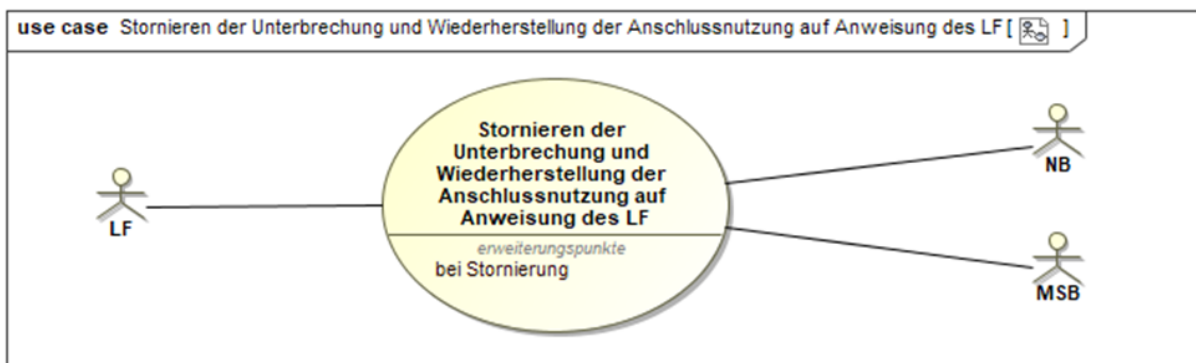 use case Stornieren der Unterbrechung und Wiederherstellung der Anschlussnutzung auf Anweisung des LF [ ]
Stornieren der
Unterbrechung und
Wiederherstellung der
Anschlussnutzung auf
Anweisung des LF
erweiterungspunkte
bei Stornierung
LF
NB
MSB